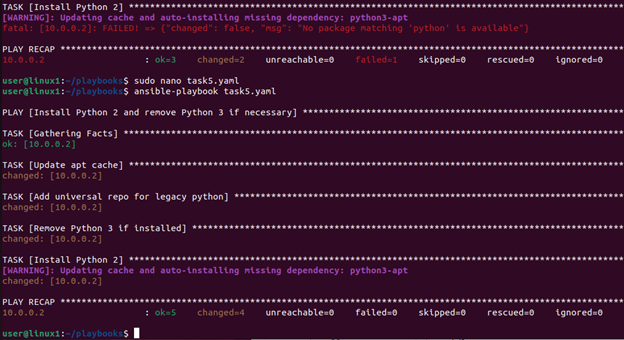 TASK [Install Python 2] ******************************************************************************
[WARNING]: Updating cache and auto-installing missing dependency: python3-apt
fatal: [10.0.0.2]: FAILED! => {"changed": false, "msg": "No package matching 'python' is available"}
PLAY RECAP *******************************************************************************************
10.0.0.2 : ok=3 changed=2 unreachable=0 failed=1 skipped=0 rescued=0 ignored=0
user@linux1:~/playbooks$ sudo nano task5.yaml
user@linux1:~/playbooks$ ansible-playbook task5.yaml
PLAY [Install Python 2 and remove Python 3 if necessary] *********************************************
TASK [Gathering Facts] *******************************************************************************
ok: [10.0.0.2]
TASK [Update apt cache] ******************************************************************************
changed: [10.0.0.2]
TASK [Add universal repo for legacy python] **********************************************************
changed: [10.0.0.2]
TASK [Remove Python 3 if installed] ******************************************************************
changed: [10.0.0.2]
TASK [Install Python 2] ******************************************************************************
[WARNING]: Updating cache and auto-installing missing dependency: python3-apt
changed: [10.0.0.2]
PLAY RECAP *******************************************************************************************
10.0.0.2 : ok=5 changed=4 unreachable=0 failed=0 skipped=0 rescued=0 ignored=0
user@linux1:~/playbooks$